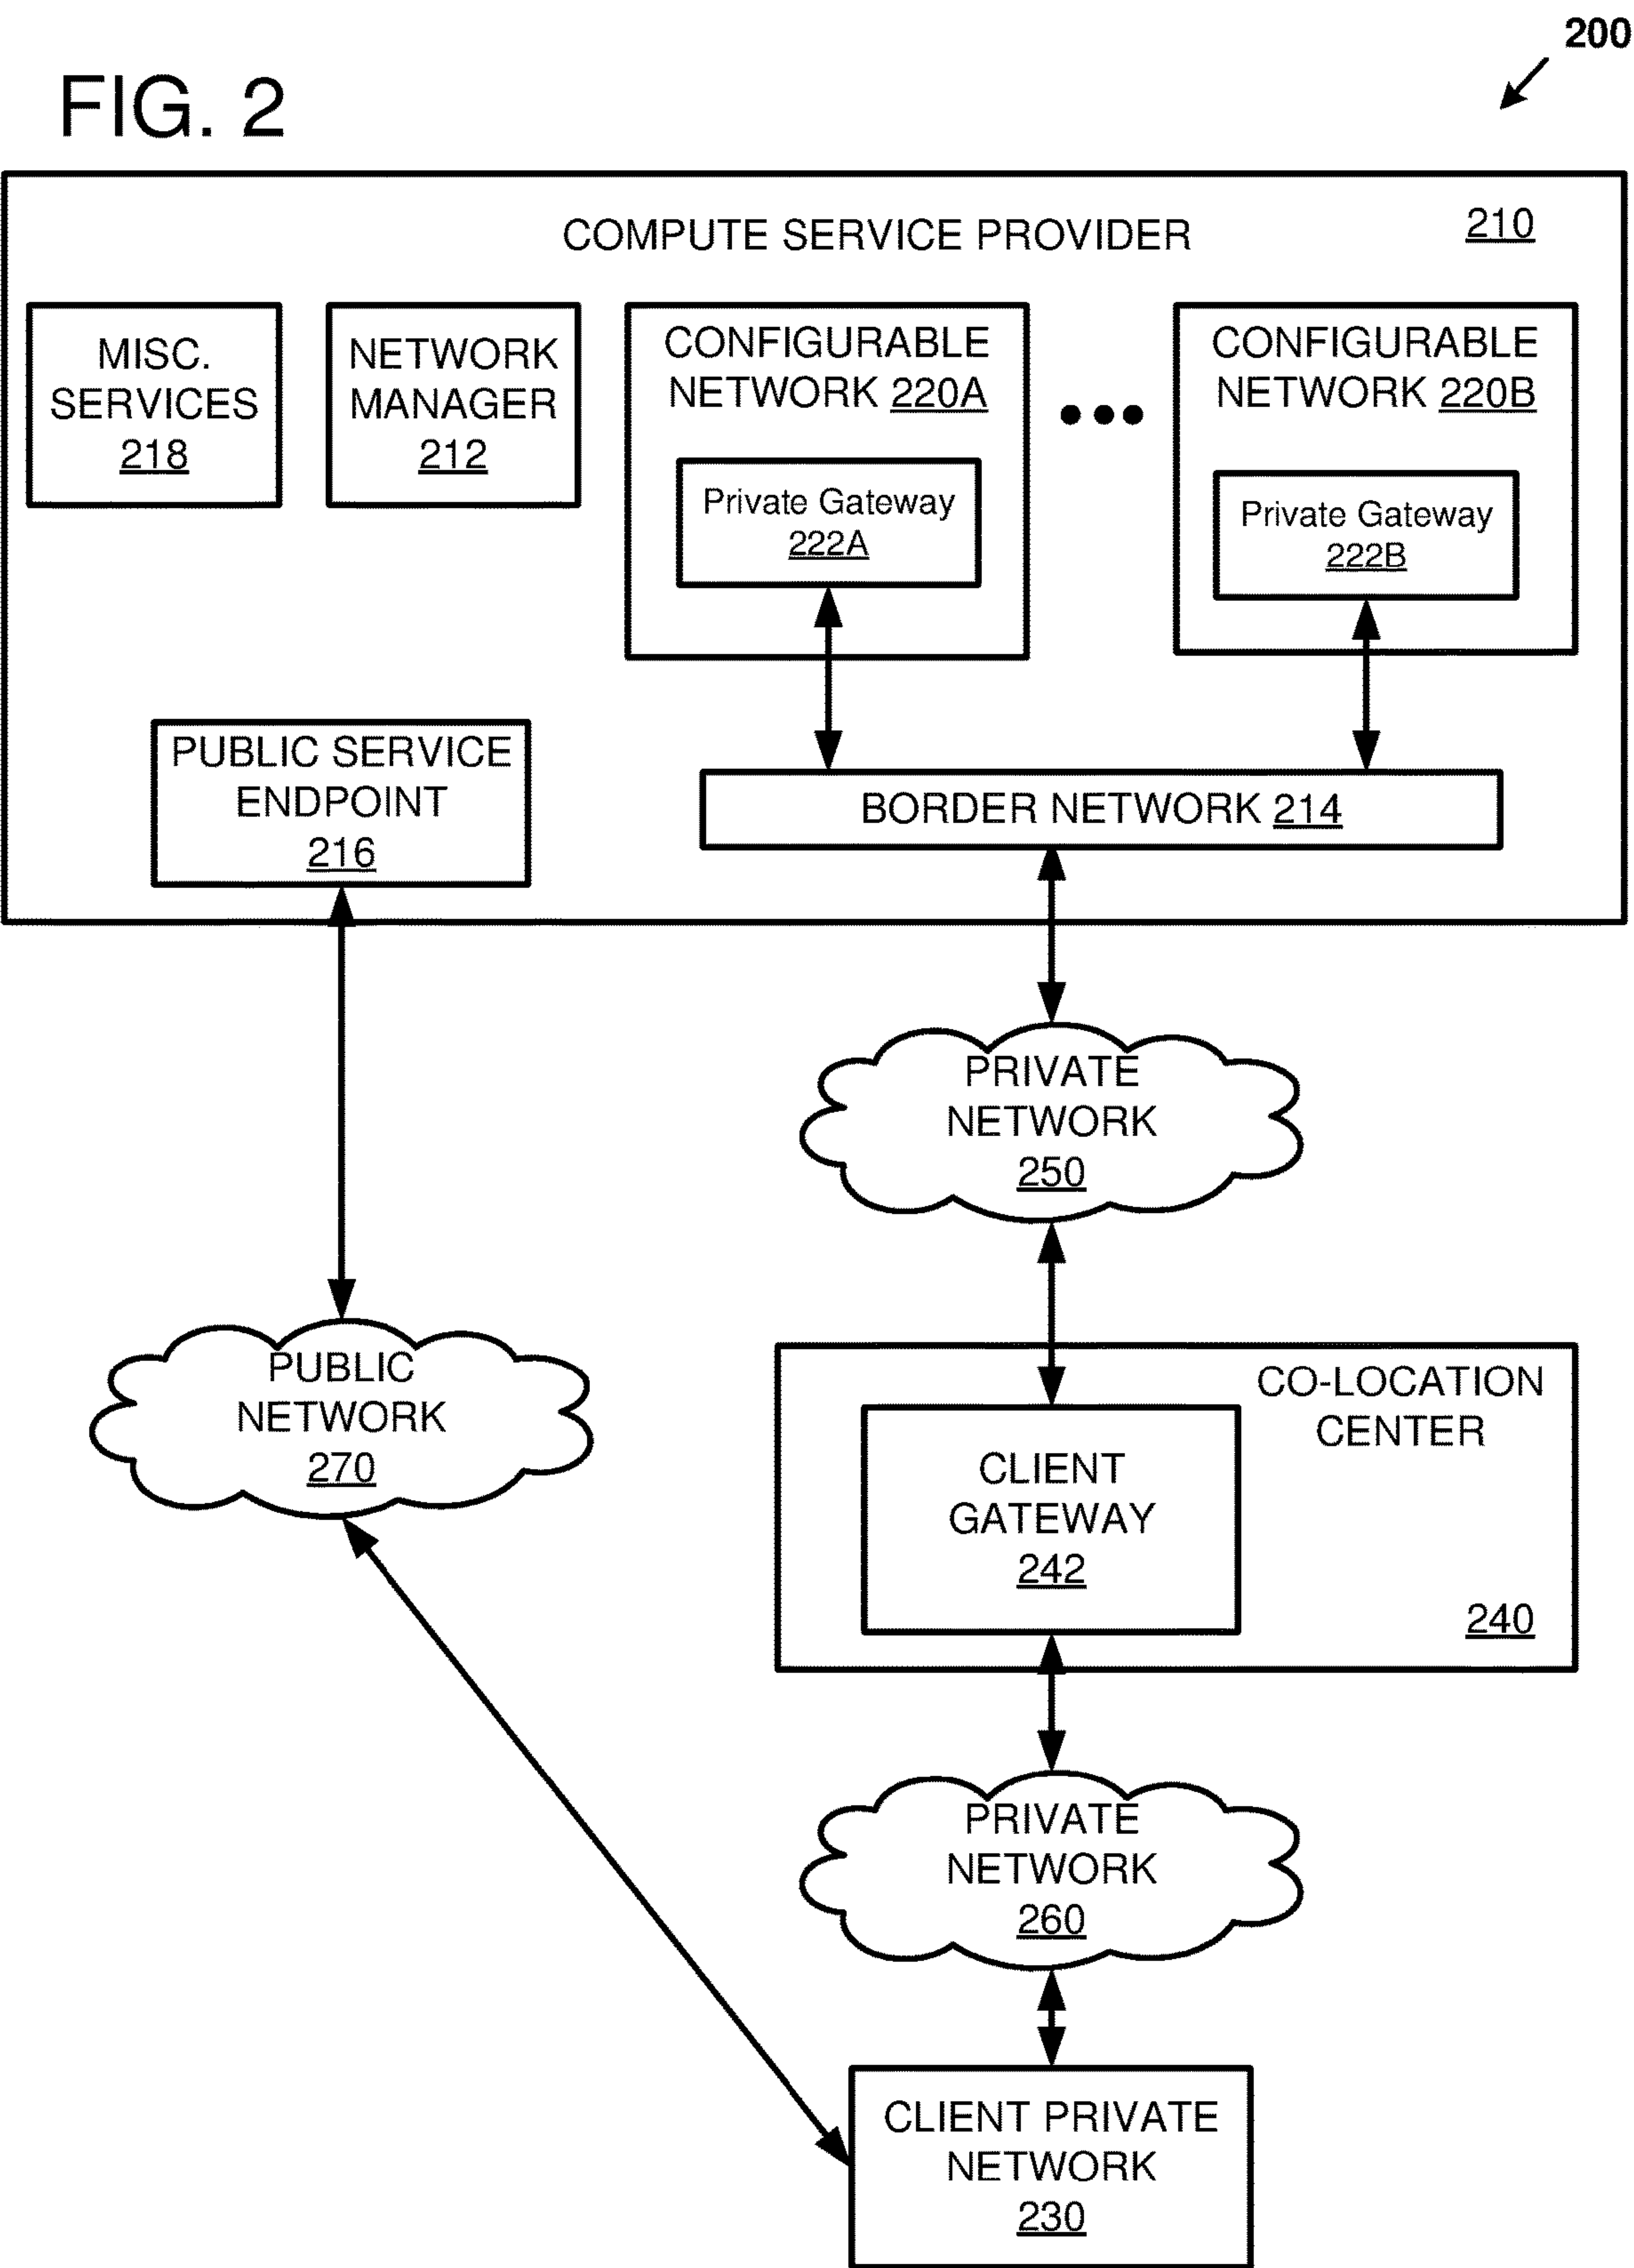 200
FIG. 2
COMPUTE SERVICE PROVIDER
210
MISC.
SERVICES
218
NETWORK
MANAGER
212
CONFIGURABLE
NETWORK 220A
Private Gateway
222A
CONFIGURABLE
NETWORK 220B
Private Gateway
222B
PUBLIC SERVICE
ENDPOINT
216
BORDER NETWORK 214
PRIVATE
NETWORK
250
PUBLIC
NETWORK
270
CO-LOCATION
CENTER
CLIENT
GATEWAY
242
240
PRIVATE
NETWORK
260
CLIENT PRIVATE
NETWORK
230